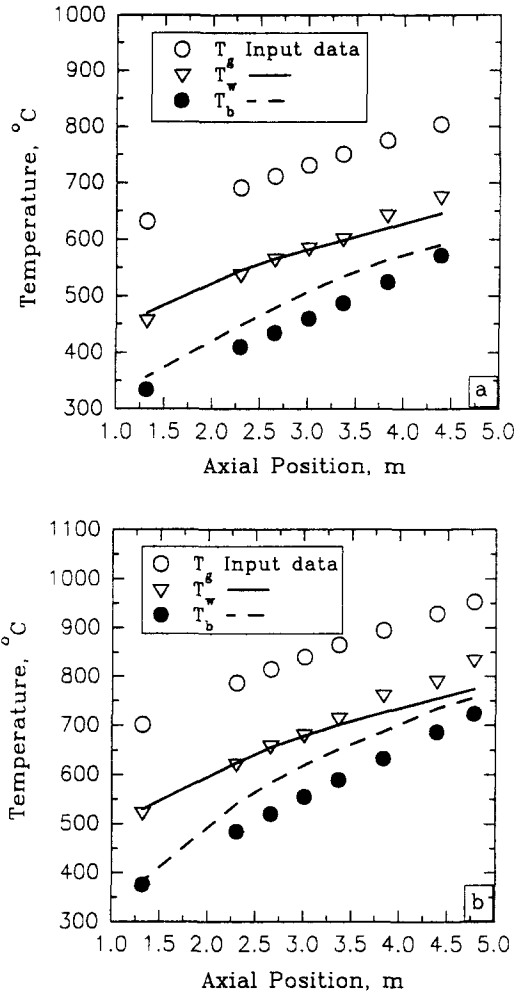 1000
900
800
700
600
500
400
300
Temperature, °C
T_g Input data
T_w
T_b
a
1.0 1.5 2.0 2.5 3.0 3.5 4.0 4.5 5.0
Axial Position, m
1100
1000
900
800
700
600
500
400
300
Temperature, °C
T_g Input data
T_w
T_b
b
1.0 1.5 2.0 2.5 3.0 3.5 4.0 4.5 5.0
Axial Position, m